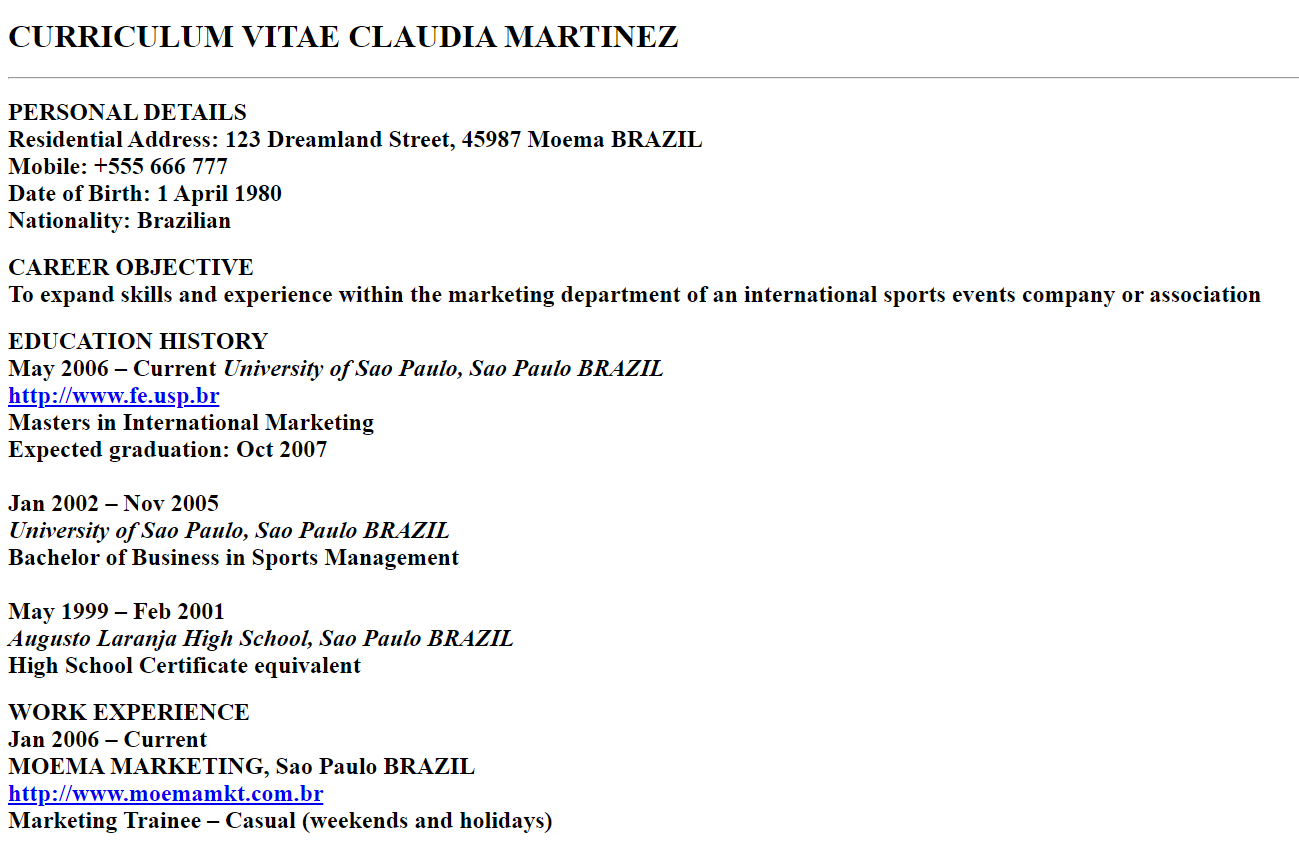 CURRICULUM VITAE CLAUDIA MARTINEZ
PERSONAL DETAILS
Residential Address: 123 Dreamland Street, 45987 Moema BRAZIL
Mobile: +555 666 777
Date of Birth: 1 April 1980
Nationality: Brazilian
CAREER OBJECTIVE
To expand skills and experience within the marketing department of an international sports events company or association
EDUCATION HISTORY
May 2006 – Current University of Sao Paulo, Sao Paulo BRAZIL
http://www.fe.usp.br
Masters in International Marketing
Expected graduation: Oct 2007
Jan 2002 – Nov 2005
University of Sao Paulo, Sao Paulo BRAZIL
Bachelor of Business in Sports Management
May 1999 – Feb 2001
Augusto Laranja High School, Sao Paulo BRAZIL
High School Certificate equivalent
WORK EXPERIENCE
Jan 2006 – Current
MOEMA MARKETING, Sao Paulo BRAZIL
http://www.moemamkt.com.br
Marketing Trainee – Casual (weekends and holidays)